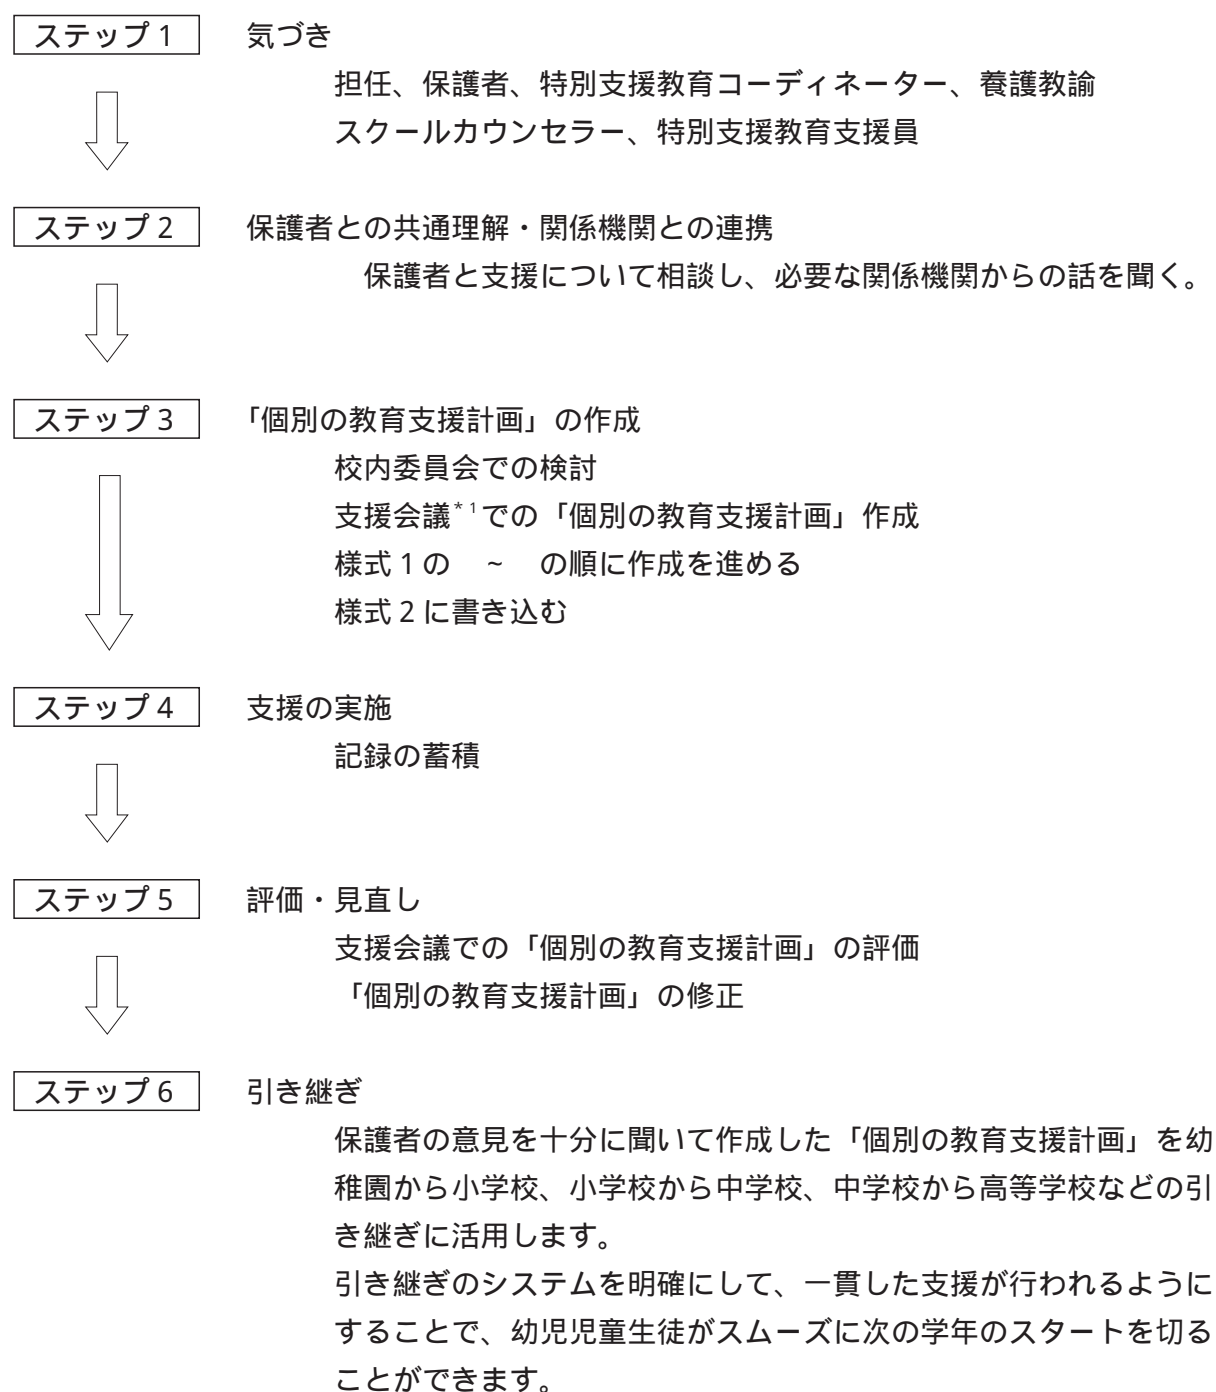 ステップ1 気づき
担任、保護者、特別支援教育コーディネーター、養護教諭
スクールカウンセラー、特別支援教育支援員
ステップ2 保護者との共通理解・関係機関との連携
保護者と支援について相談し、必要な関係機関からの話を聞く。
ステップ3 「個別の教育支援計画」の作成
校内委員会での検討
支援会議*1での「個別の教育支援計画」作成
様式1の ~ の順に作成を進める
様式2に書き込む
ステップ4 支援の実施
記録の蓄積
ステップ5 評価・見直し
支援会議での「個別の教育支援計画」の評価
「個別の教育支援計画」の修正
ステップ6 引き継ぎ
保護者の意見を十分に聞いて作成した「個別の教育支援計画」を幼
稚園から小学校、小学校から中学校、中学校から高等学校などの引
き継ぎに活用します。
引き継ぎのシステムを明確にして、一貫した支援が行われるように
することで、幼児児童生徒がスムーズに次の学年のスタートを切る
ことができます。